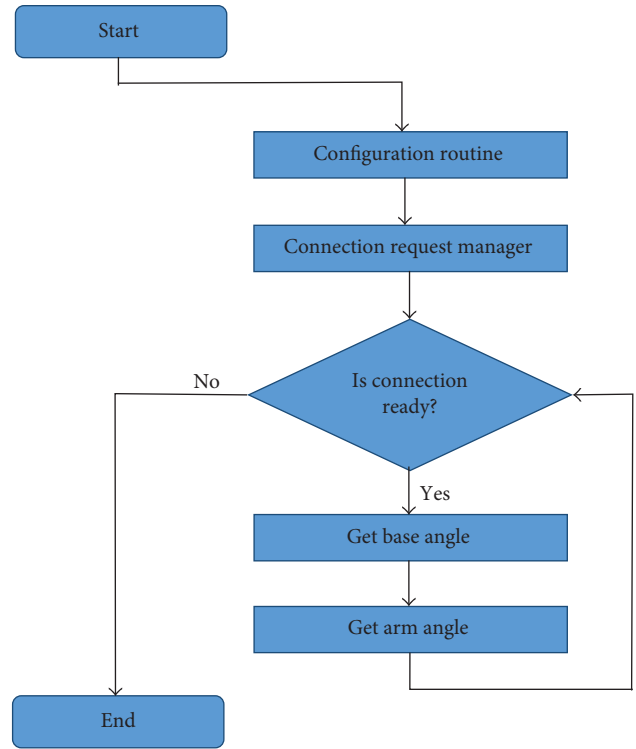 Start
Configuration routine
Connection request manager
Is connection
ready?
No
Yes
Get base angle
Get arm angle
End